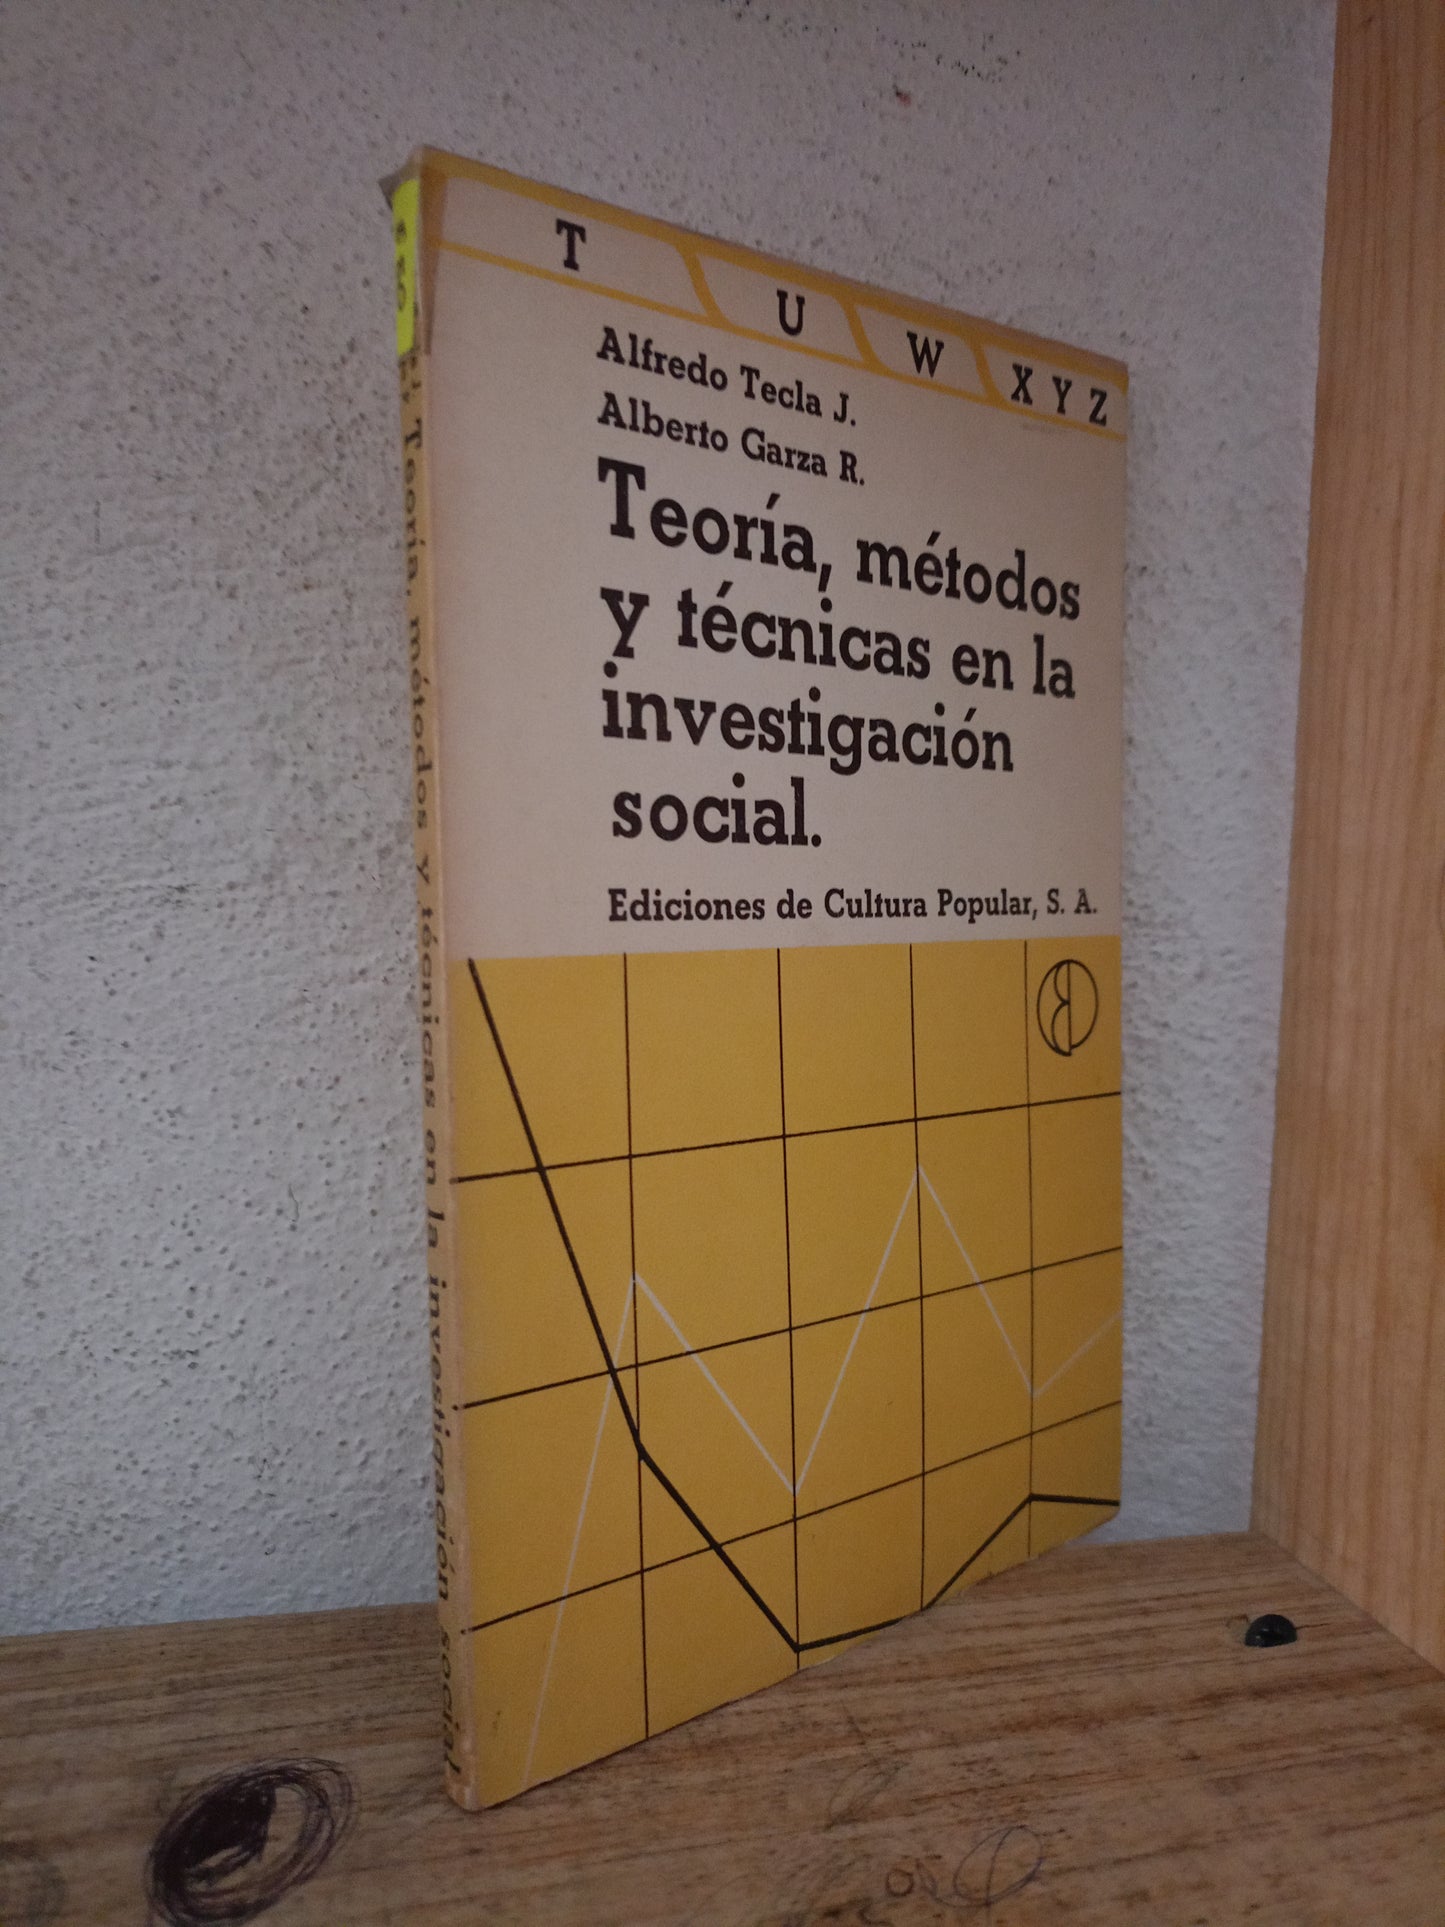 T U W X Y Z
Alfredo Tecla J.
Alberto Garza R.
Teoría, métodos
y técnicas en la
investigación
social.
Ediciones de Cultura Popular, S. A.
Teoría, métodos y técnicas en la investigación social